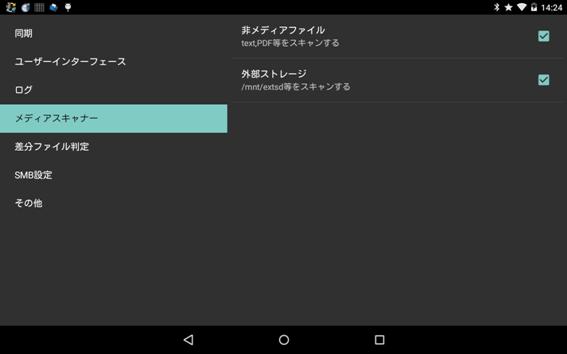 14:24
同期
ユーザーインターフェース
ログ
メディアスキャナー
差分ファイル判定
SMB設定
その他
非メディアファイル
text,PDF等をスキャンする
外部ストレージ
/mnt/extsd等をスキャンする